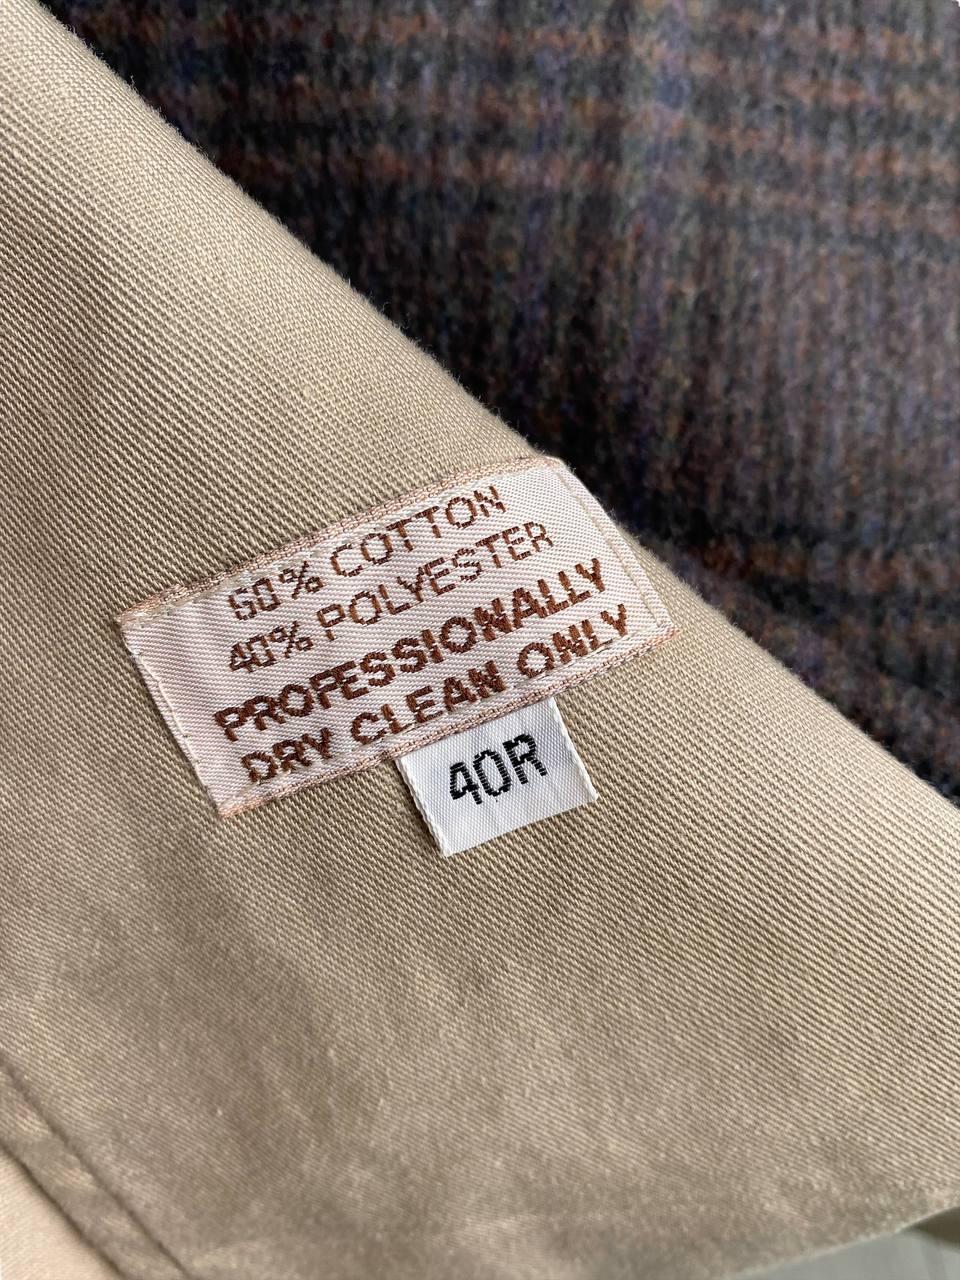 60% COTTON
40% POLYESTER
PROFESSIONALLY
DRY CLEAN ONLY
40R